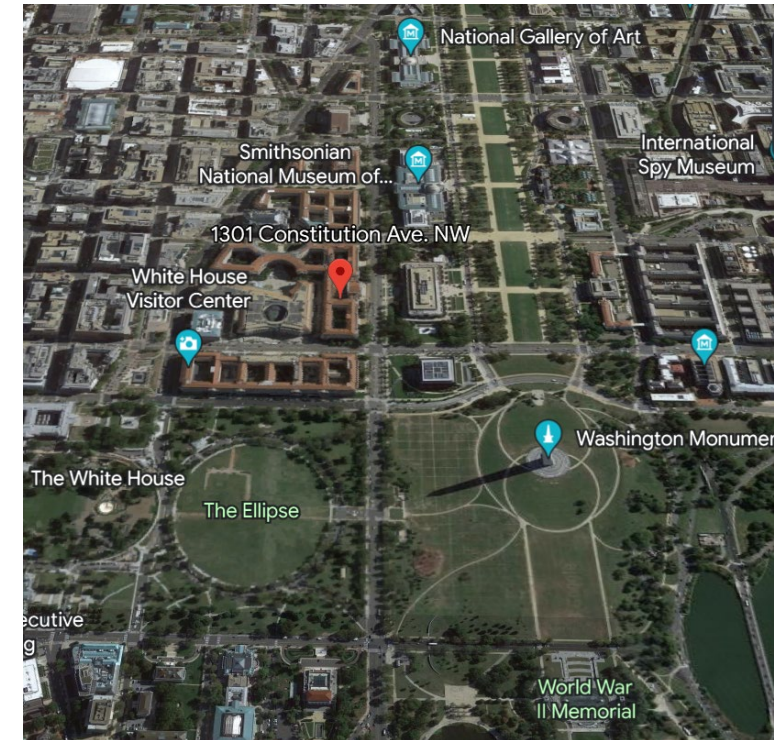 National Gallery of Art
International
Spy Museum
Smithsonian
National Museum of...
1301 Constitution Ave. NW
White House
Visitor Center
Washington Monumen
The White House
The Ellipse
ecutive
g
World War
II Memorial